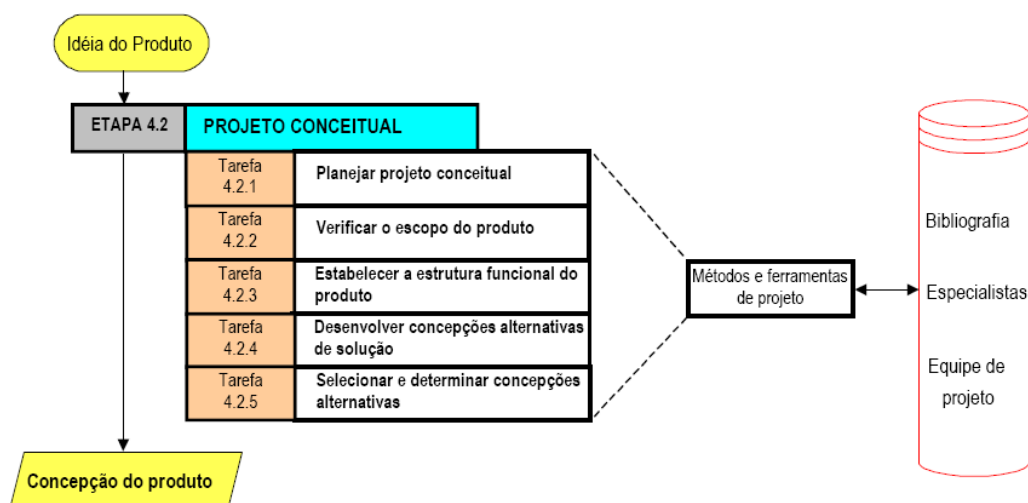 Idéia do Produto
ETAPA 4.2
PROJETO CONCEITUAL
Tarefa
4.2.1
Planejar projeto conceitual
Tarefa
4.2.2
Verificar o escopo do produto
Tarefa
4.2.3
Estabelecer a estrutura funcional do
produto
Tarefa
4.2.4
Desenvolver concepções alternativas
de solução
Tarefa
4.2.5
Selecionar e determinar concepções
alternativas
Métodos e ferramentas
de projeto
Bibliografia
Especialistas
Equipe de
projeto
Concepção do produto